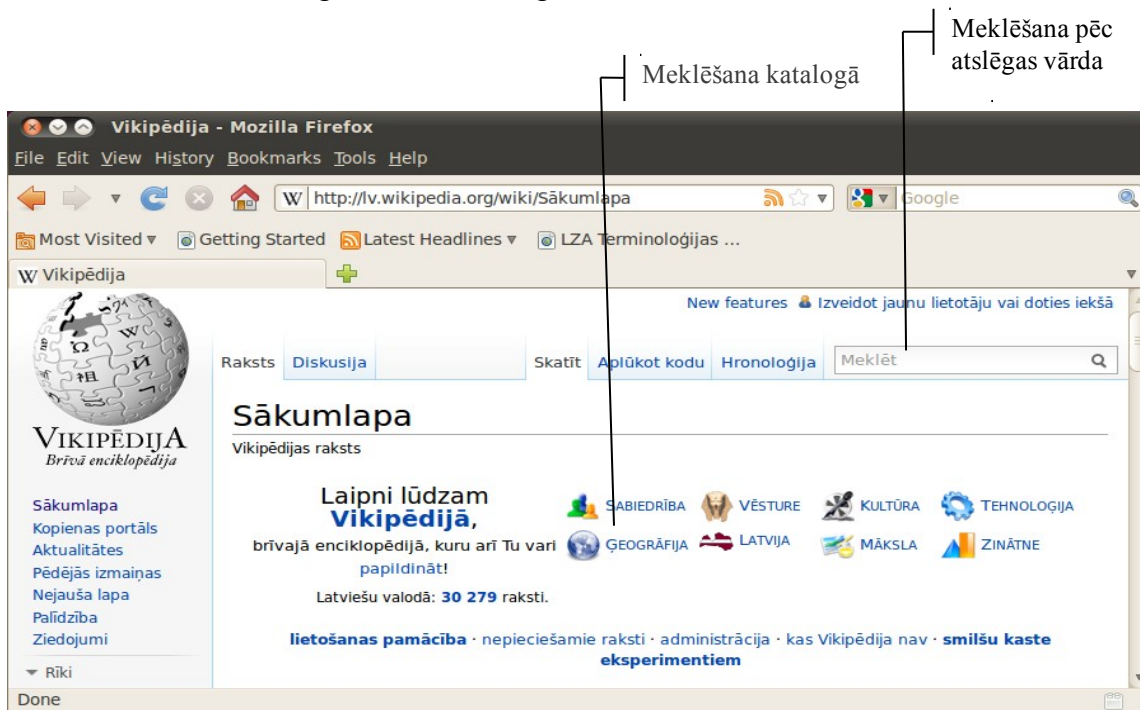 Meklēšana pēc
atslēgas vārda
Meklēšana katalogā
Vikipēdija - Mozilla Firefox
File Edit View History Bookmarks Tools Help
W http://lv.wikipedia.org/wiki/Sākumlapa Google
Most Visited Getting Started Latest Headlines LZA Terminoloģijas ...
W Vikipēdija
New features Izveidot jaunu lietotāju vai doties iekšā
Raksts Diskusija Skatīt Aplūkot kodu Hronoloģija Meklēt
Ω W И 祖
VIKIPĒDIJA
Brīvā enciklopēdija
Sākumlapa
Kopienas portāls
Aktualitātes
Pēdējās izmaiņas
Nejauša lapa
Palīdzība
Ziedojumi
Rīki
Sākumlapa
Vikipēdijas raksts
Laipni lūdzam
Vikipēdijā,
brīvajā enciklopēdijā, kuru arī Tu vari
papildināt!
Latviešu valodā: 30 279 raksti.
SABIEDRĪBA VĒSTURE KULTŪRA TEHNOLOĢIJA
ĢEOGRĀFIJA LATVIJA MĀKSLA ZINĀTNE
lietošanas pamācība · nepieciešamie raksti · administrācija · kas Vikipēdija nav · smilšu kaste
eksperimentiem
Done